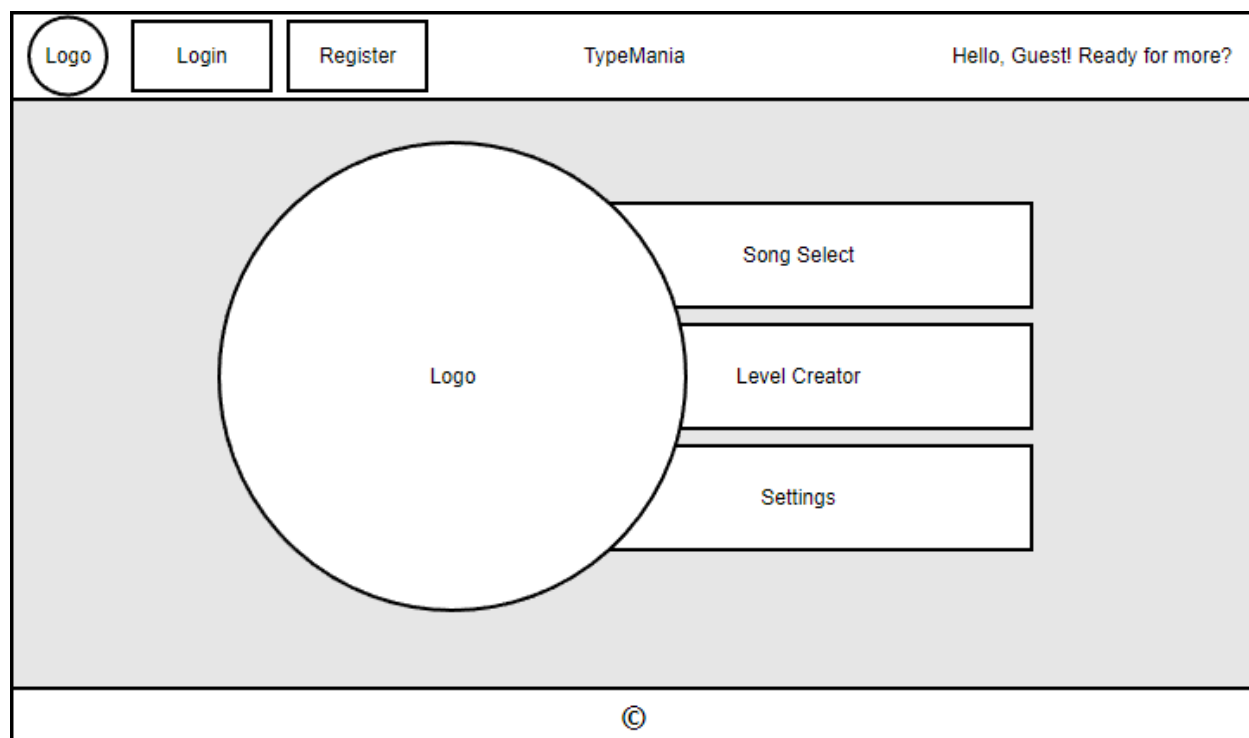 Logo
Login
Register
TypeMania
Hello, Guest! Ready for more?
Song Select
Logo
Level Creator
Settings
©